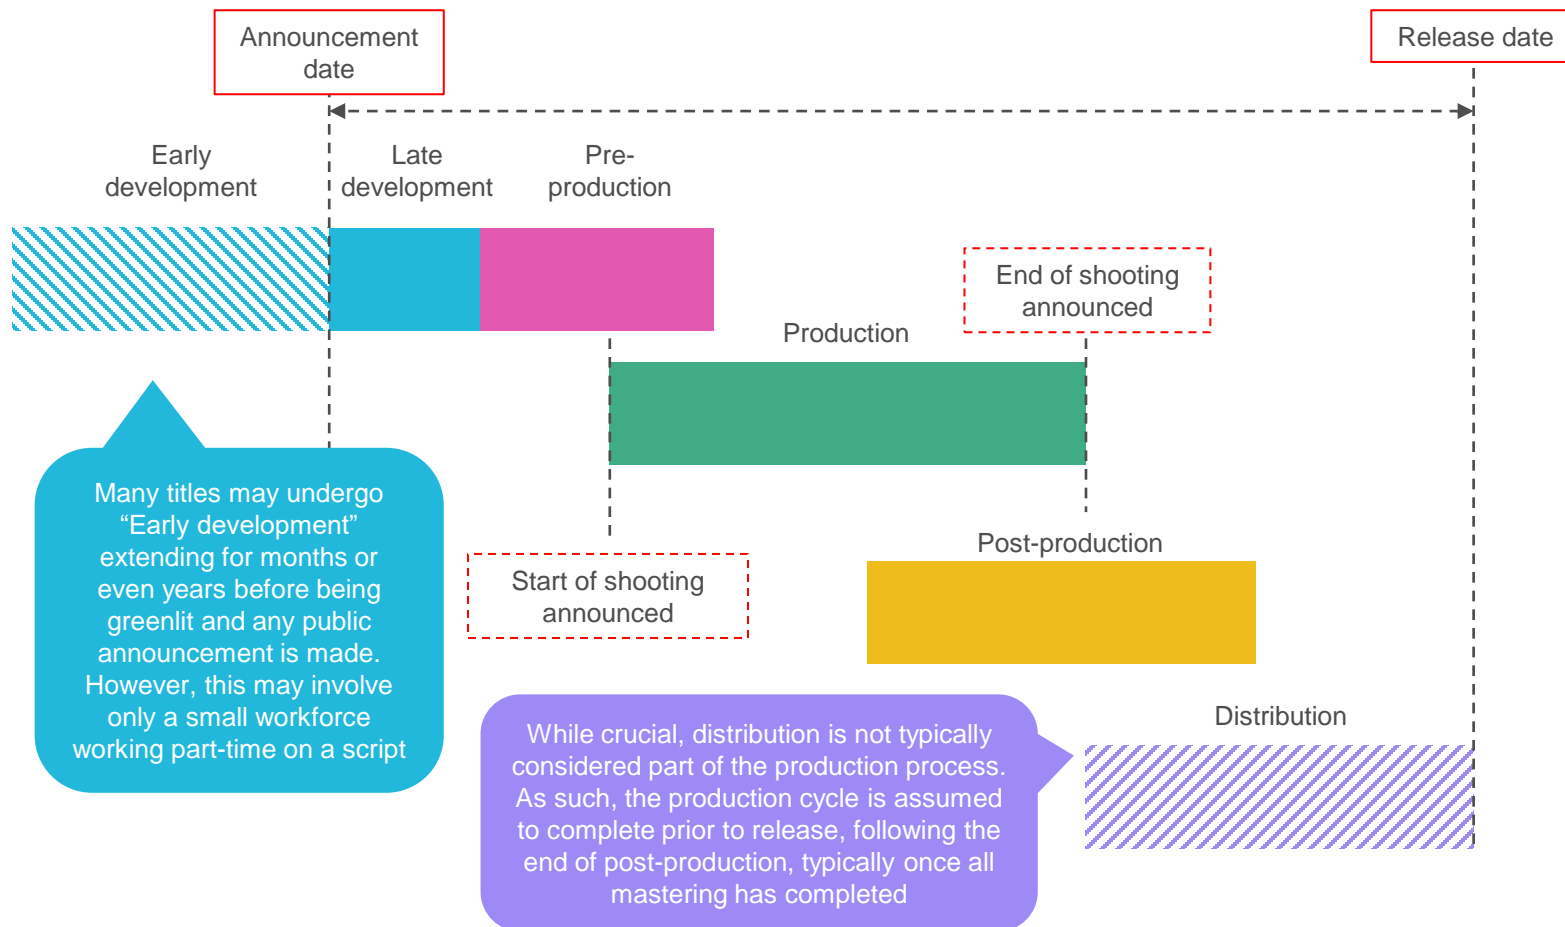 Announcement
date
Release date
Early
development
Late
development
Pre-
production
End of shooting
announced
Production
Many titles may undergo
“Early development”
extending for months or
even years before being
greenlit and any public
announcement is made.
However, this may involve
only a small workforce
working part-time on a script
Start of shooting
announced
Post-production
While crucial, distribution is not typically
considered part of the production process.
As such, the production cycle is assumed
to complete prior to release, following the
end of post-production, typically once all
mastering has completed
Distribution